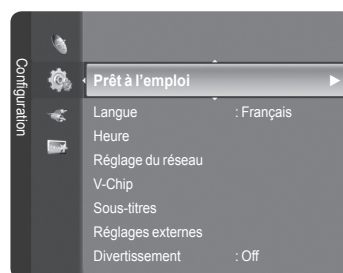 Configuration
Prêt à l'emploi
Langue : Français
Heure
Réglage du réseau
V-Chip
Sous-titres
Réglages externes
Divertissement : Off